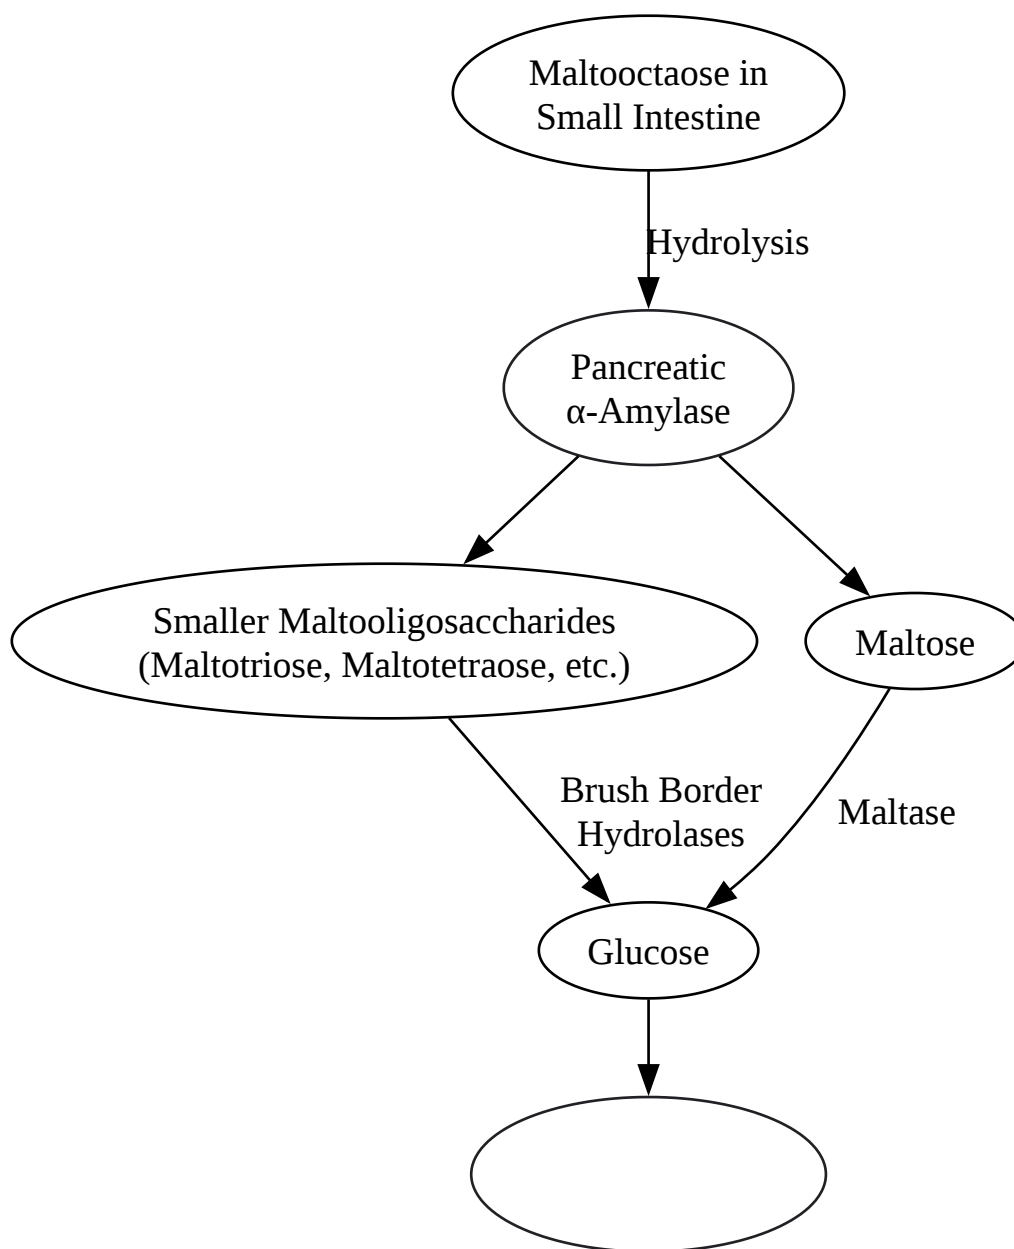 Maltooctaose in
Small Intestine
Hydrolysis
Pancreatic
α-Amylase
Smaller Maltooligosaccharides
(Maltotriose, Maltotetraose, etc.)
Maltose
Brush Border
Hydrolases
Maltase
Glucose